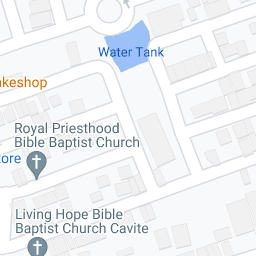 Water Tank
akeshop
Royal Priesthood
Bible Baptist Church
ore
Living Hope Bible
Baptist Church Cavite